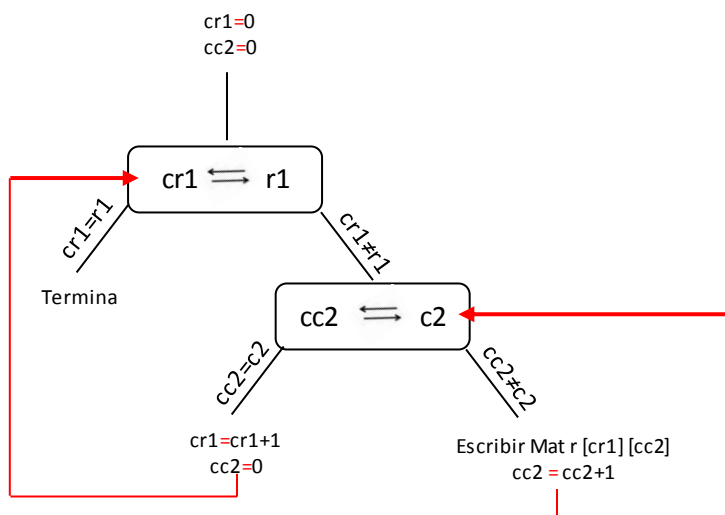 cr1=0
cc2=0
cr1 ⇆ r1
cr1=r1
cr1≠r1
Termina
cc2 ⇆ c2
cc2=c2
cc2≠c2
cr1=cr1+1
cc2=0
Escribir Mat r [cr1] [cc2]
cc2 = cc2+1